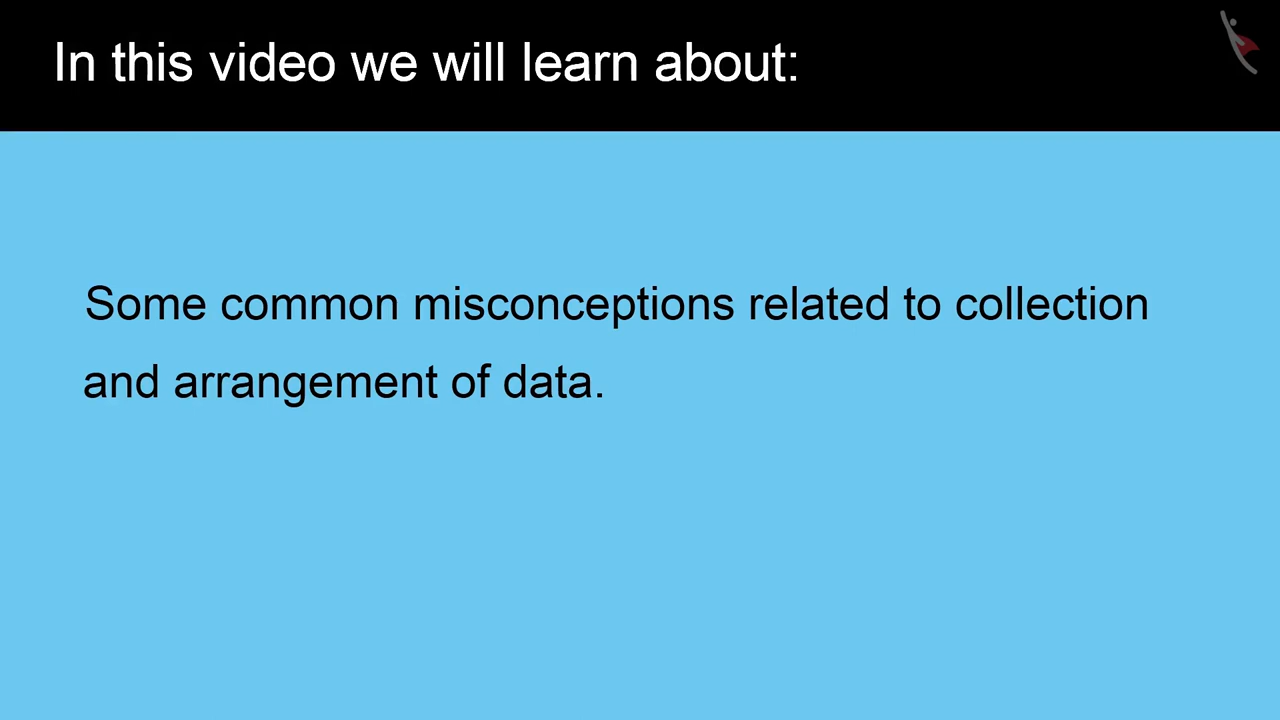 In this video we will learn about:
Some common misconceptions related to collection
and arrangement of data.